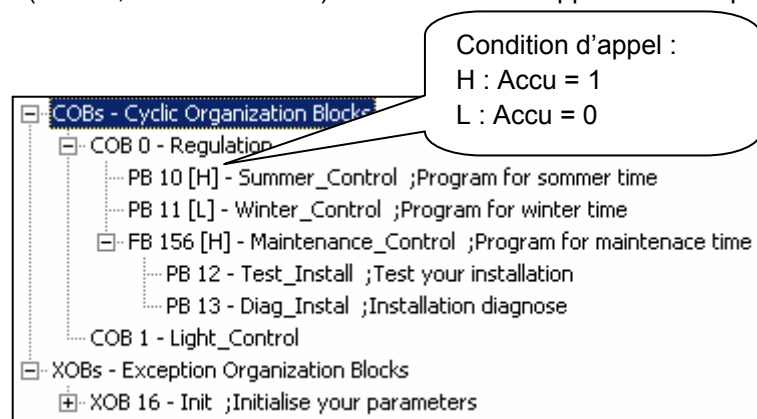 Condition d'appel :
H : Accu = 1
L : Accu = 0
COBs - Cyclic Organization Blocks
COB 0 - Regulation
PB 10 [H] - Summer_Control ;Program for sommer time
PB 11 [L] - Winter_Control ;Program for winter time
FB 156 [H] - Maintenance_Control ;Program for maintenace time
PB 12 - Test_Install ;Test your installation
PB 13 - Diag_Instal ;Installation diagnose
COB 1 - Light_Control
XOBs - Exception Organization Blocks
XOB 16 - Init ;Initialise your parameters